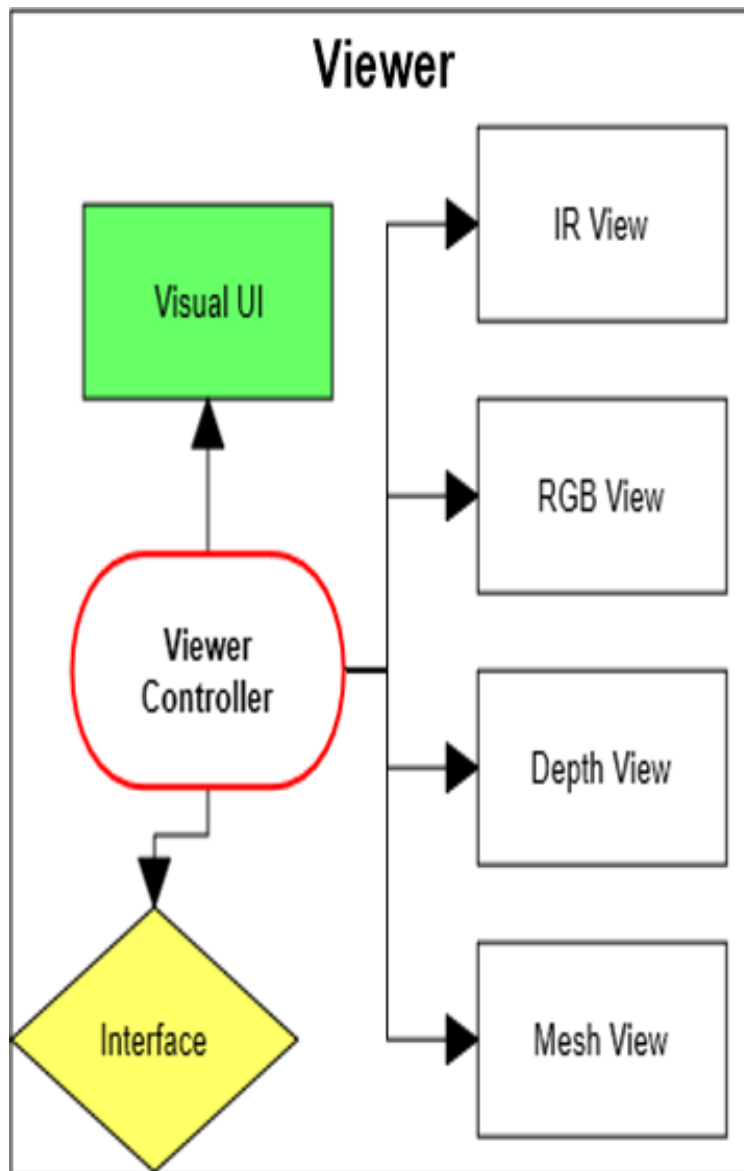 Viewer
IR View
Visual UI
RGB View
Viewer
Controller
Depth View
Interface
Mesh View